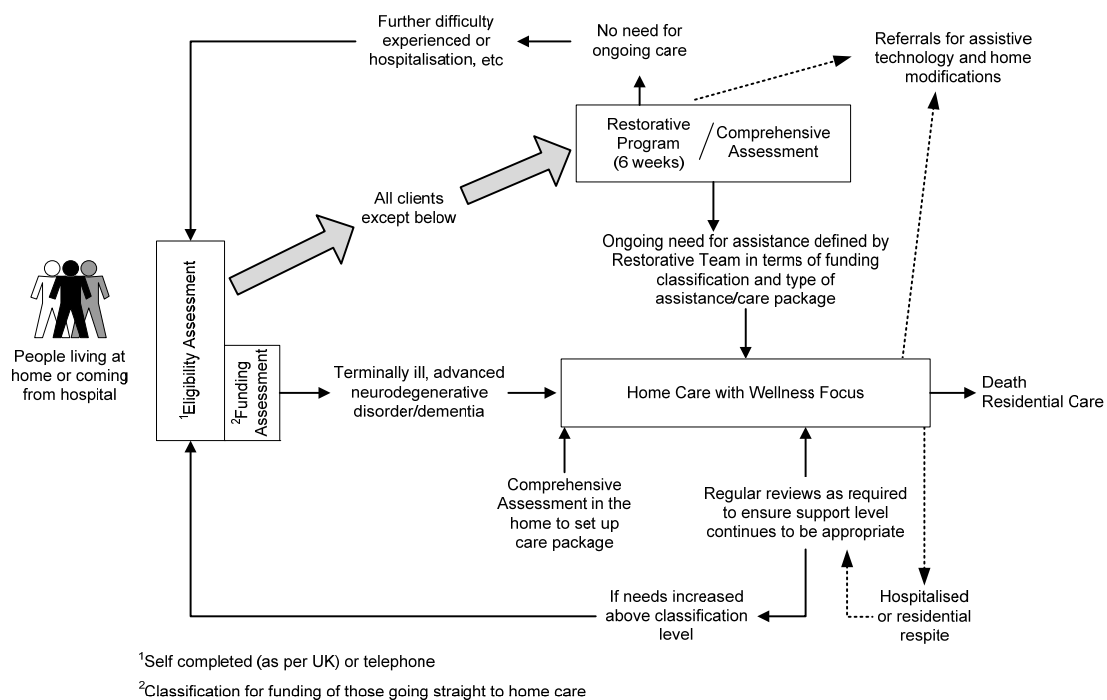 Further difficulty
experienced or
hospitalisation, etc
No need for
ongoing care
Referrals for assistive
technology and home
modifications
Restorative
Program
(6 weeks)
/
Comprehensive
Assessment
All clients
except below
Ongoing need for assistance defined by
Restorative Team in terms of funding
classification and type of
assistance/care package
People living at
home or coming
from hospital
1Eligibility Assessment
2Funding
Assessment
Terminally ill, advanced
neurodegenerative
disorder/dementia
Home Care with Wellness Focus
Death
Residential Care
Comprehensive
Assessment in the
home to set up
care package
Regular reviews as required
to ensure support level
continues to be appropriate
If needs increased
above classification
level
Hospitalised
or residential
respite
1Self completed (as per UK) or telephone
2Classification for funding of those going straight to home care